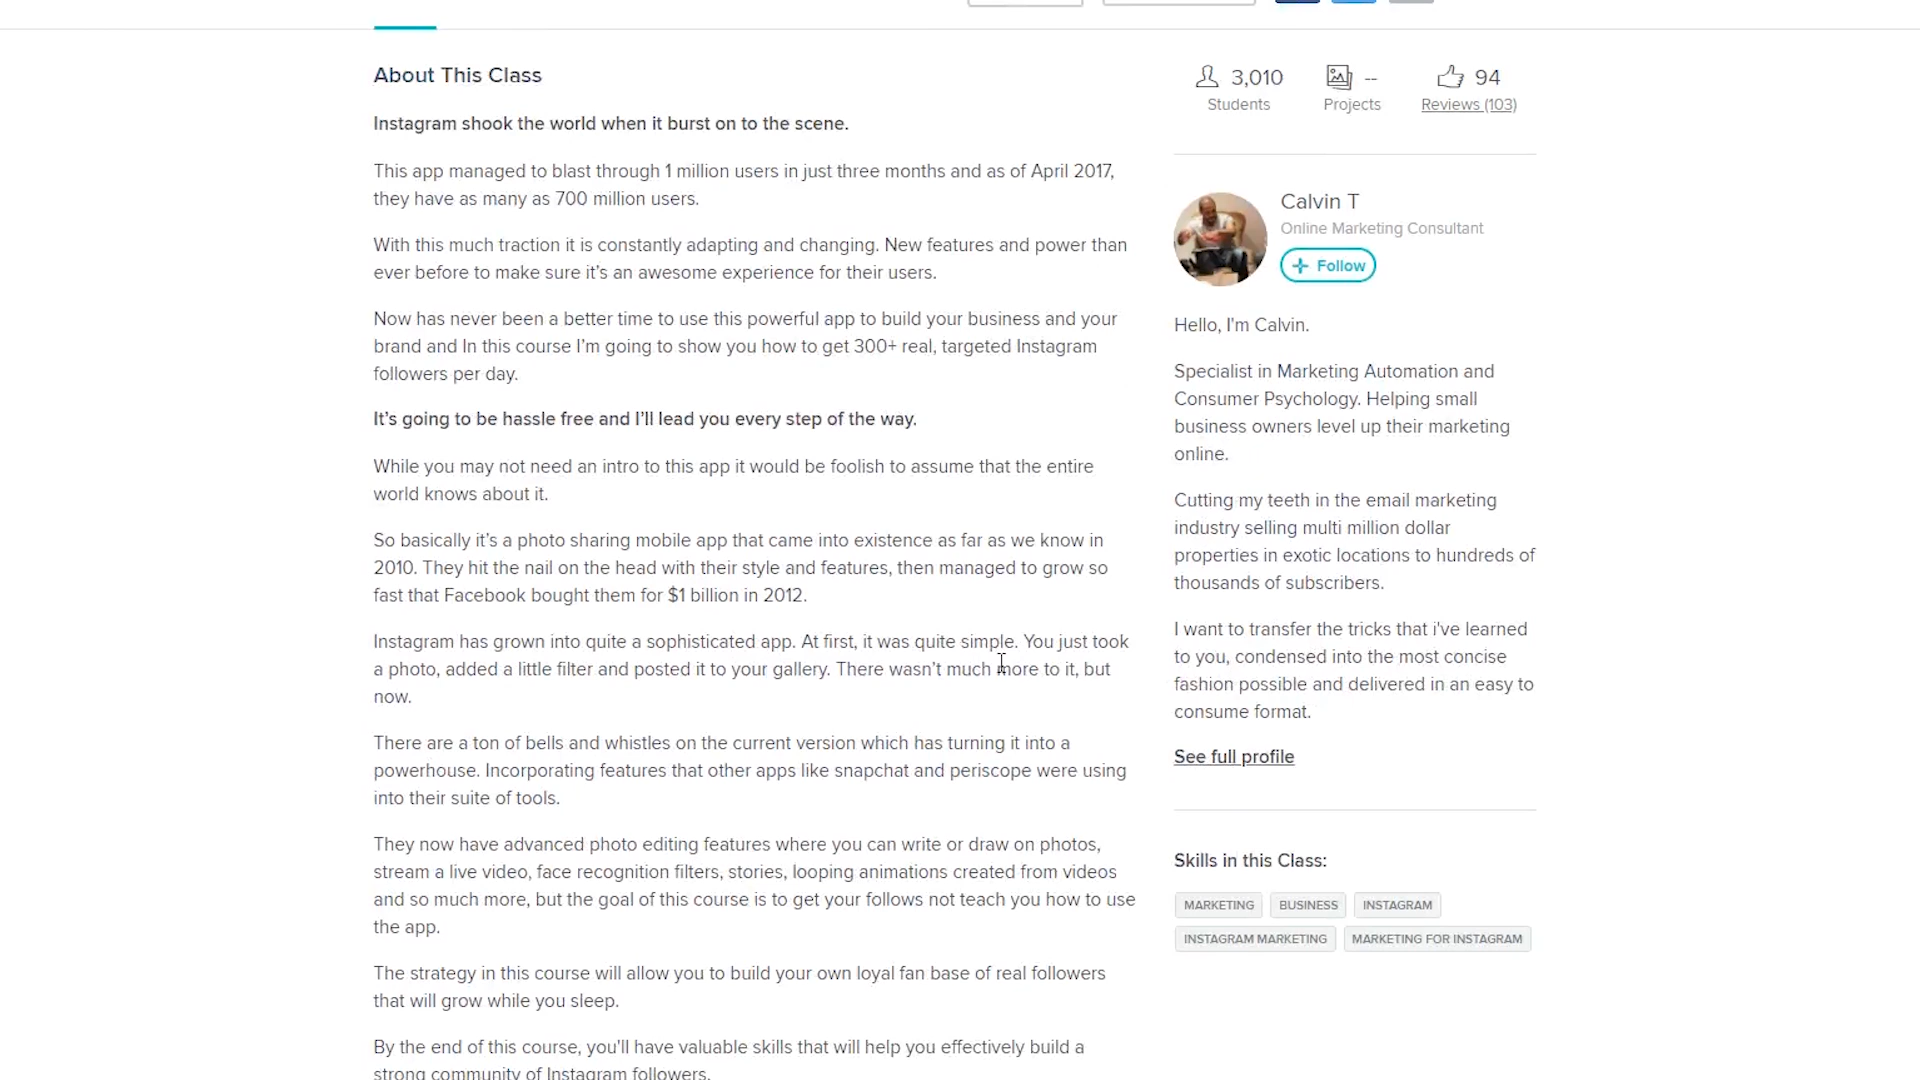 About This Class
Instagram shook the world when it burst on to the scene.
This app managed to blast through 1 million users in just three months and as of April 2017,
they have as many as 700 million users.
With this much traction it is constantly adapting and changing. New features and power than
ever before to make sure it's an awesome experience for their users.
Now has never been a better time to use this powerful app to build your business and your
brand and In this course I'm going to show you how to get 300+ real, targeted Instagram
followers per day.
It's going to be hassle free and I'll lead you every step of the way.
While you may not need an intro to this app it would be foolish to assume that the entire
world knows about it.
So basically it's a photo sharing mobile app that came into existence as far as we know in
2010. They hit the nail on the head with their style and features, then managed to grow so
fast that Facebook bought them for $1 billion in 2012.
Instagram has grown into quite a sophisticated app. At first, it was quite simple. You just took
a photo, added a little filter and posted it to your gallery. There wasn't much more to it, but
now.
There are a ton of bells and whistles on the current version which has turning it into a
powerhouse. Incorporating features that other apps like snapchat and periscope were using
into their suite of tools.
They now have advanced photo editing features where you can write or draw on photos,
stream a live video, face recognition filters, stories, looping animations created from videos
and so much more, but the goal of this course is to get your follows not teach you how to use
the app.
The strategy in this course will allow you to build your own loyal fan base of real followers
that will grow while you sleep.
By the end of this course, you'll have valuable skills that will help you effectively build a
strong community of Instagram followers.
3,010 -- 94
Students Projects Reviews (103)
Calvin T
Online Marketing Consultant
+ Follow
Hello, I'm Calvin.
Specialist in Marketing Automation and
Consumer Psychology. Helping small
business owners level up their marketing
online.
Cutting my teeth in the email marketing
industry selling multi million dollar
properties in exotic locations to hundreds of
thousands of subscribers.
I want to transfer the tricks that i've learned
to you, condensed into the most concise
fashion possible and delivered in an easy to
consume format.
See full profile
Skills in this Class:
MARKETING BUSINESS INSTAGRAM
INSTAGRAM MARKETING MARKETING FOR INSTAGRAM